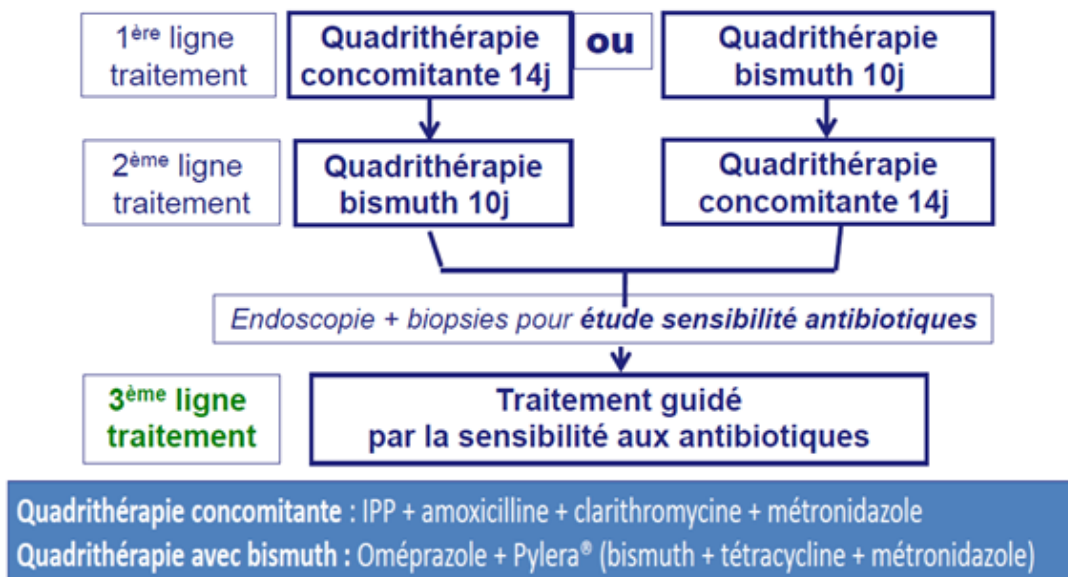 1ère ligne
traitement
Quadrithérapie
concomitante 14j
ou
Quadrithérapie
bismuth 10j
2ème ligne
traitement
Quadrithérapie
bismuth 10j
Quadrithérapie
concomitante 14j
Endoscopie + biopsies pour étude sensibilité antibiotiques
3ème ligne
traitement
Traitement guidé
par la sensibilité aux antibiotiques
Quadrithérapie concomitante : IPP + amoxicilline + clarithromycine + métronidazole
Quadrithérapie avec bismuth : Oméprazole + Pylera® (bismuth + tétracycline + métronidazole)